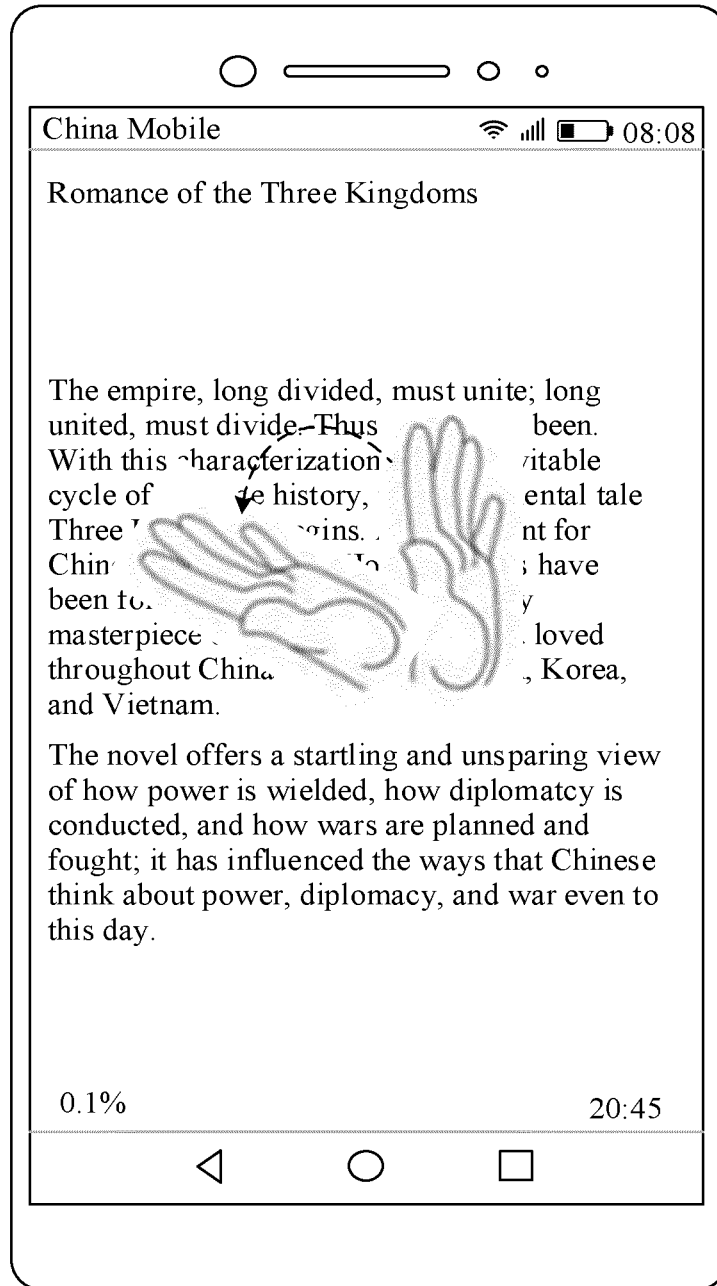 China Mobile 08:08
Romance of the Three Kingdoms
The empire, long divided, must unite; long
united, must divide. Thus been.
With this characterization
cycle of history, tale
Three for
have
been
masterpiece loved
throughout China Korea,
and Vietnam.
The novel offers a startling and unsparing view
of how power is wielded, how diplomatcy is
conducted, and how wars are planned and
fought; it has influenced the ways that Chinese
think about power, diplomacy, and war even to
this day.
0.1% 20:45